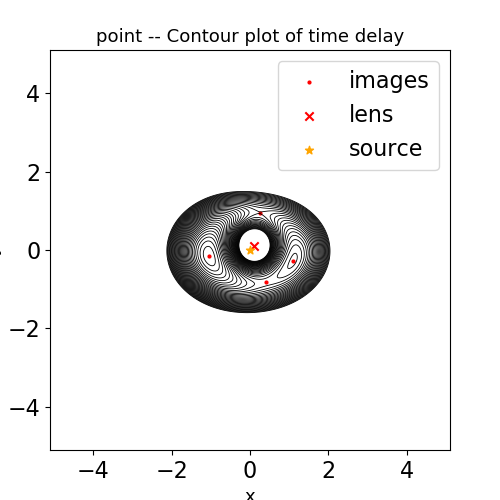 point -- Contour plot of time delay
images
lens
source
4
2
0
−2
−4
−4 −2 0 2 4
x